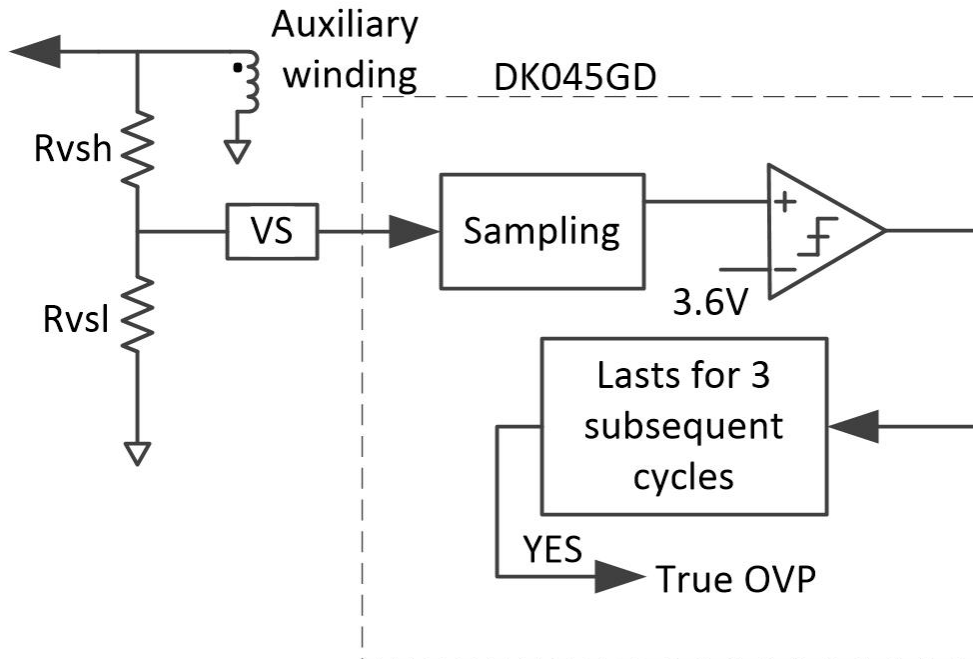 Auxiliary
winding
DK045GD
Rvsh
VS
Sampling
+
−
3.6V
Rvsl
Lasts for 3
subsequent
cycles
YES
True OVP